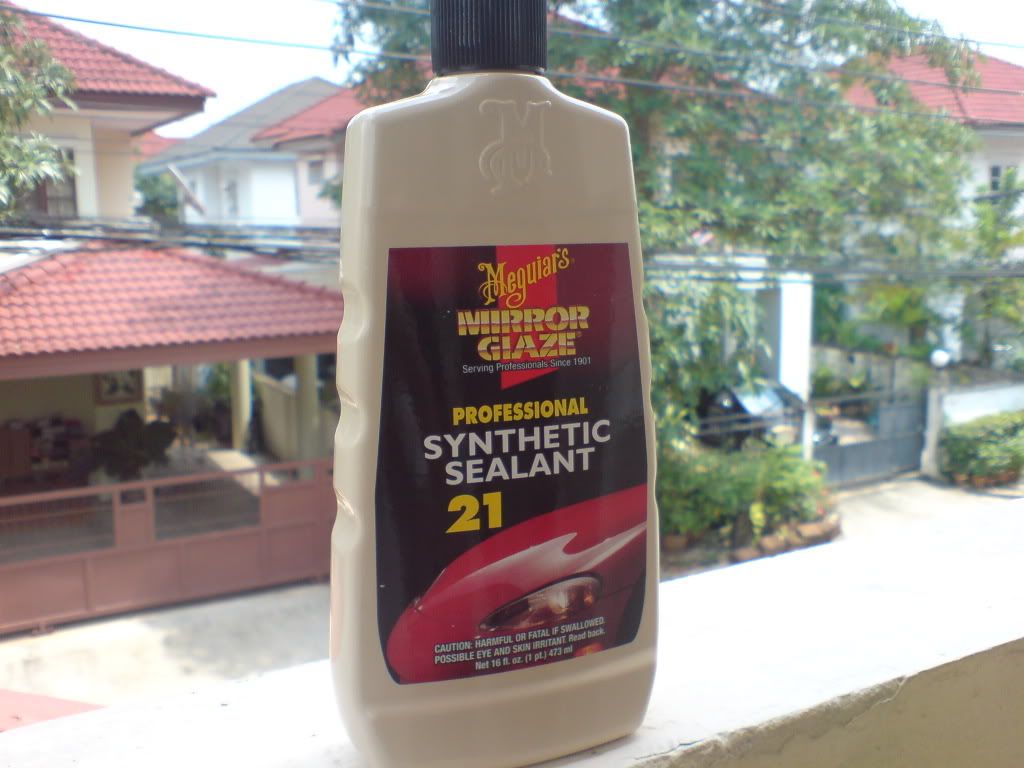 M
Meguiar's
MIRROR
GLAZE®
Serving Professionals Since 1901
PROFESSIONAL
SYNTHETIC
SEALANT
21
CAUTION: HARMFUL OR FATAL IF SWALLOWED.
POSSIBLE EYE AND SKIN IRRITANT. Read back.
Net 16 fl. oz. (1 pt.) 473 ml